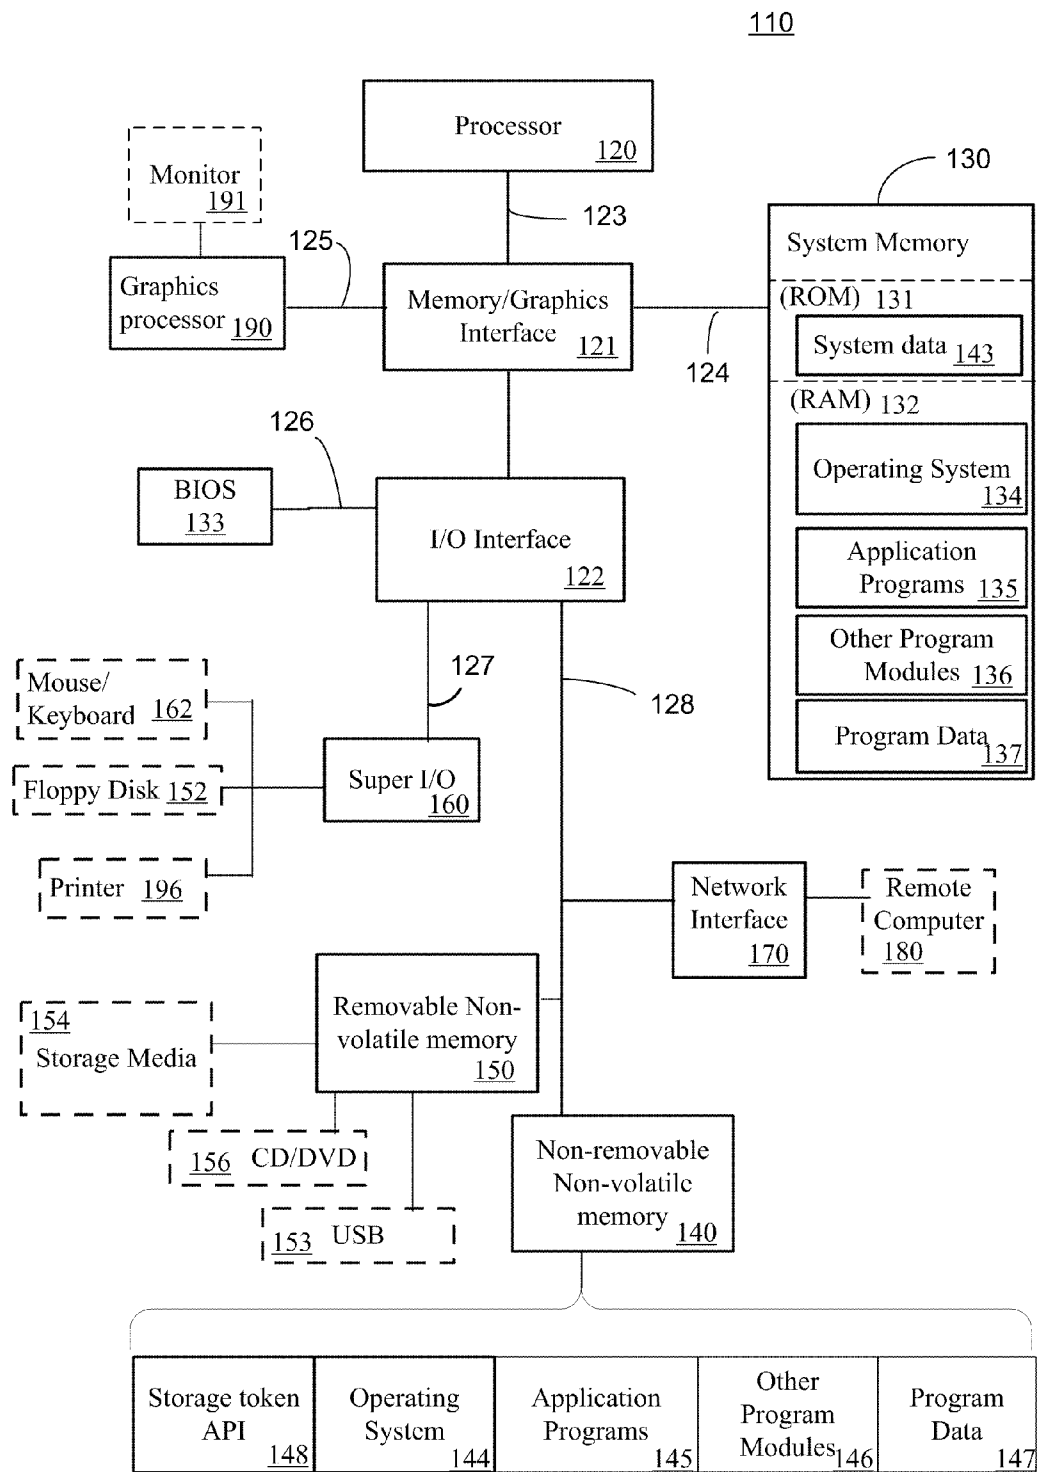 110
Processor
120
Monitor
191
130
123
125
System Memory
Graphics
processor 190
Memory/Graphics
Interface
121
(ROM) 131
System data 143
124
(RAM) 132
126
Operating System
134
BIOS
133
I/O Interface
122
Application
Programs 135
Other Program
Modules 136
127
128
Mouse/
Keyboard 162
Program Data
137
Super I/O
160
Floppy Disk 152
Printer 196
Network
Interface
170
Remote
Computer
180
Removable Non-
volatile memory
150
154
Storage Media
156 CD/DVD
Non-removable
Non-volatile
memory
140
153 USB
Storage token
API
148
Operating
System
144
Application
Programs
145
Other
Program
Modules 146
Program
Data
147